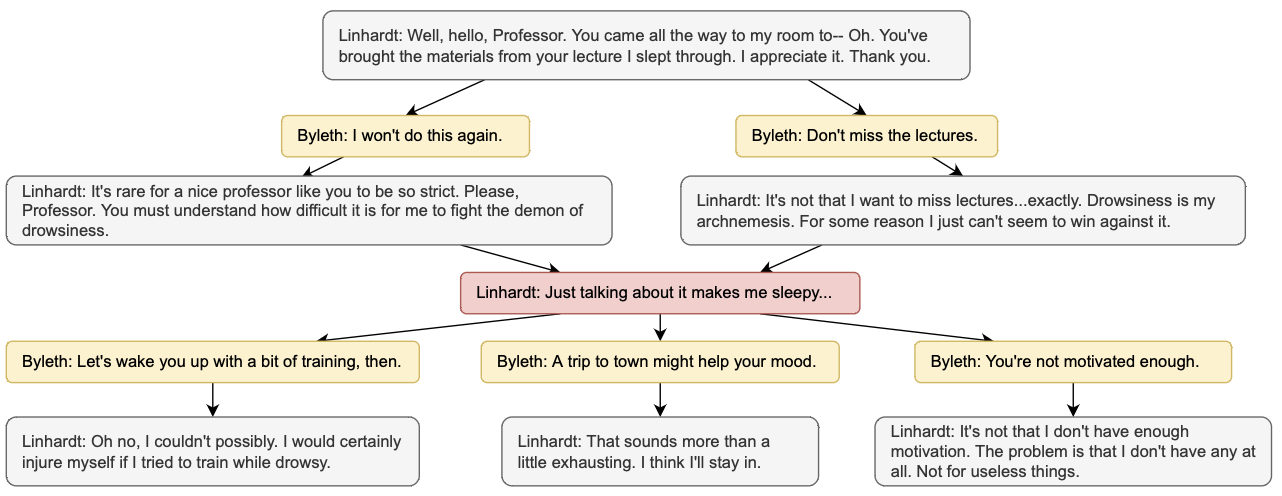 Linhardt: Well, hello, Professor. You came all the way to my room to-- Oh. You've
brought the materials from your lecture I slept through. I appreciate it. Thank you.
Byleth: I won't do this again.
Byleth: Don't miss the lectures.
Linhardt: It's rare for a nice professor like you to be so strict. Please,
Professor. You must understand how difficult it is for me to fight the demon of
drowsiness.
Linhardt: It's not that I want to miss lectures...exactly. Drowsiness is my
archnemesis. For some reason I just can't seem to win against it.
Linhardt: Just talking about it makes me sleepy...
Byleth: Let's wake you up with a bit of training, then.
Byleth: A trip to town might help your mood.
Byleth: You're not motivated enough.
Linhardt: Oh no, I couldn't possibly. I would certainly
injure myself if I tried to train while drowsy.
Linhardt: That sounds more than a
little exhausting. I think I'll stay in.
Linhardt: It's not that I don't have enough
motivation. The problem is that I don't have any at
all. Not for useless things.